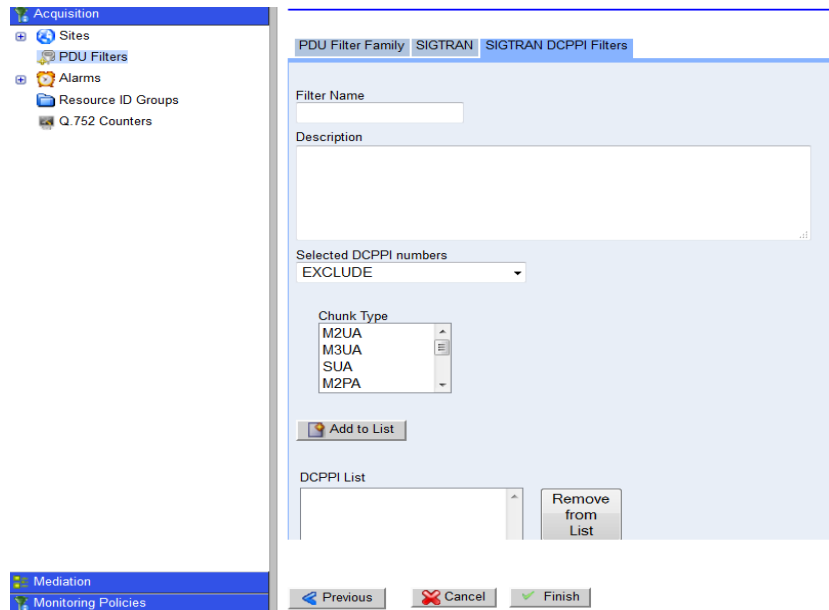 Acquisition
Sites
PDU Filters
Alarms
Resource ID Groups
Q.752 Counters
Mediation
Monitoring Policies
PDU Filter Family SIGTRAN SIGTRAN DCPPI Filters
Filter Name
Description
Selected DCPPI numbers
EXCLUDE
Chunk Type
M2UA
M3UA
SUA
M2PA
Add to List
DCPPI List
Remove
from
List
Previous Cancel Finish